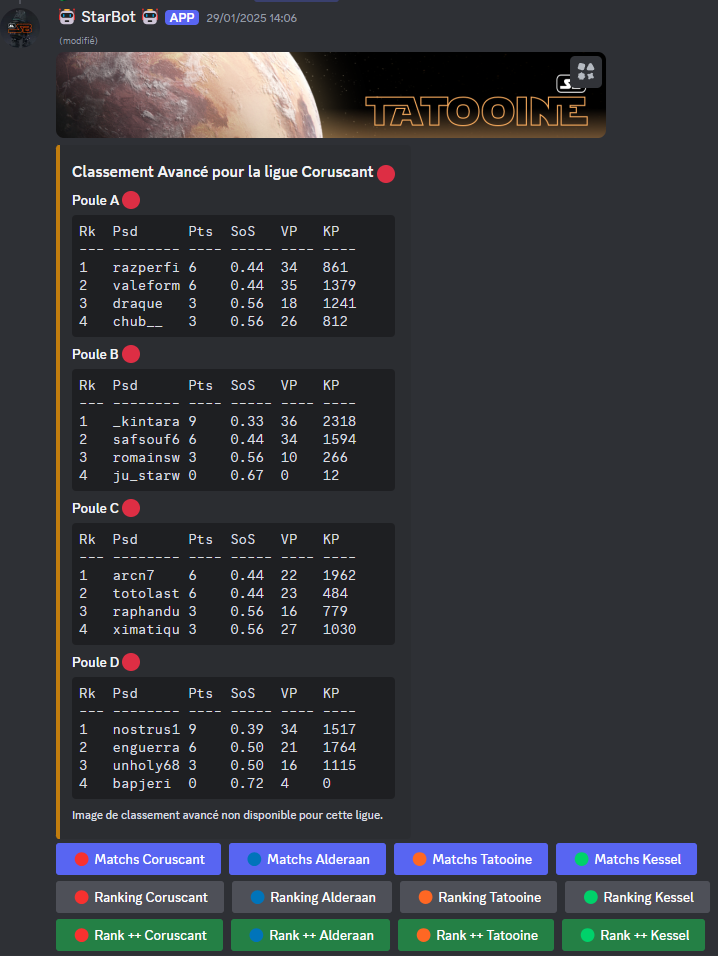 StarBot APP 29/01/2025 14:06
(modifié)
TATOOINE
Classement Avancé pour la ligue Coruscant
Poule A
Rk Psd Pts SoS VP KP
--- -------- ---- ----- ---- ----
1 razperfi 6 0.44 34 861
2 valeform 6 0.44 35 1379
3 draque 3 0.56 18 1241
4 chub__ 3 0.56 26 812
Poule B
Rk Psd Pts SoS VP KP
--- -------- ---- ----- ---- ----
1 _kintara 9 0.33 36 2318
2 safsouf6 6 0.44 34 1594
3 romainsw 3 0.56 10 266
4 ju_starw 0 0.67 0 12
Poule C
Rk Psd Pts SoS VP KP
--- -------- ---- ----- ---- ----
1 arcn7 6 0.44 22 1962
2 totolast 6 0.44 23 484
3 raphandu 3 0.56 16 779
4 ximatiqu 3 0.56 27 1030
Poule D
Rk Psd Pts SoS VP KP
--- -------- ---- ----- ---- ----
1 nostrus1 9 0.39 34 1517
2 enguerra 6 0.50 21 1764
3 unholy68 3 0.50 16 1115
4 bapjeri 0 0.72 4 0
Image de classement avancé non disponible pour cette ligue.
Matchs Coruscant Matchs Alderaan Matchs Tatooine Matchs Kessel
Ranking Coruscant Ranking Alderaan Ranking Tatooine Ranking Kessel
Rank ++ Coruscant Rank ++ Alderaan Rank ++ Tatooine Rank ++ Kessel